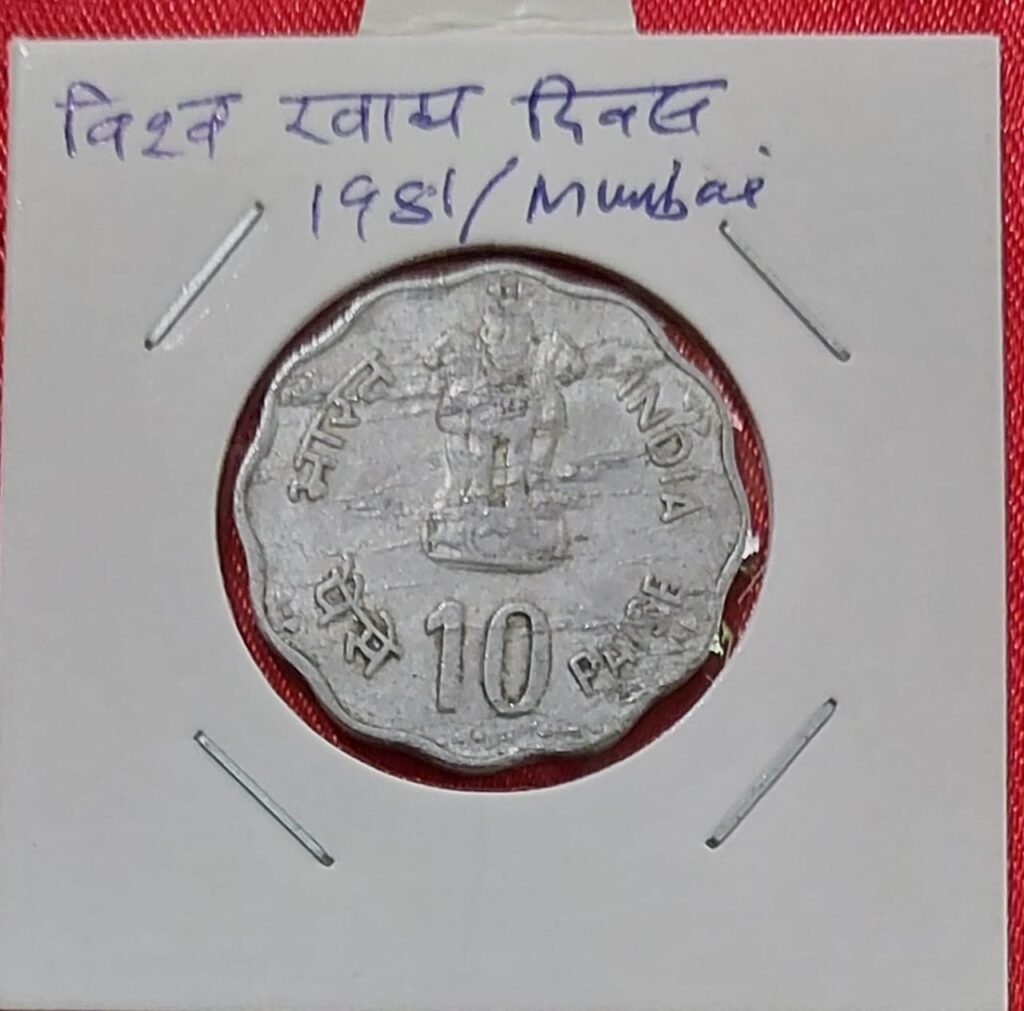 विश्व खाद्य दिवस
1981/Mumbai
भारत INDIA
पैसे 10 PAISE